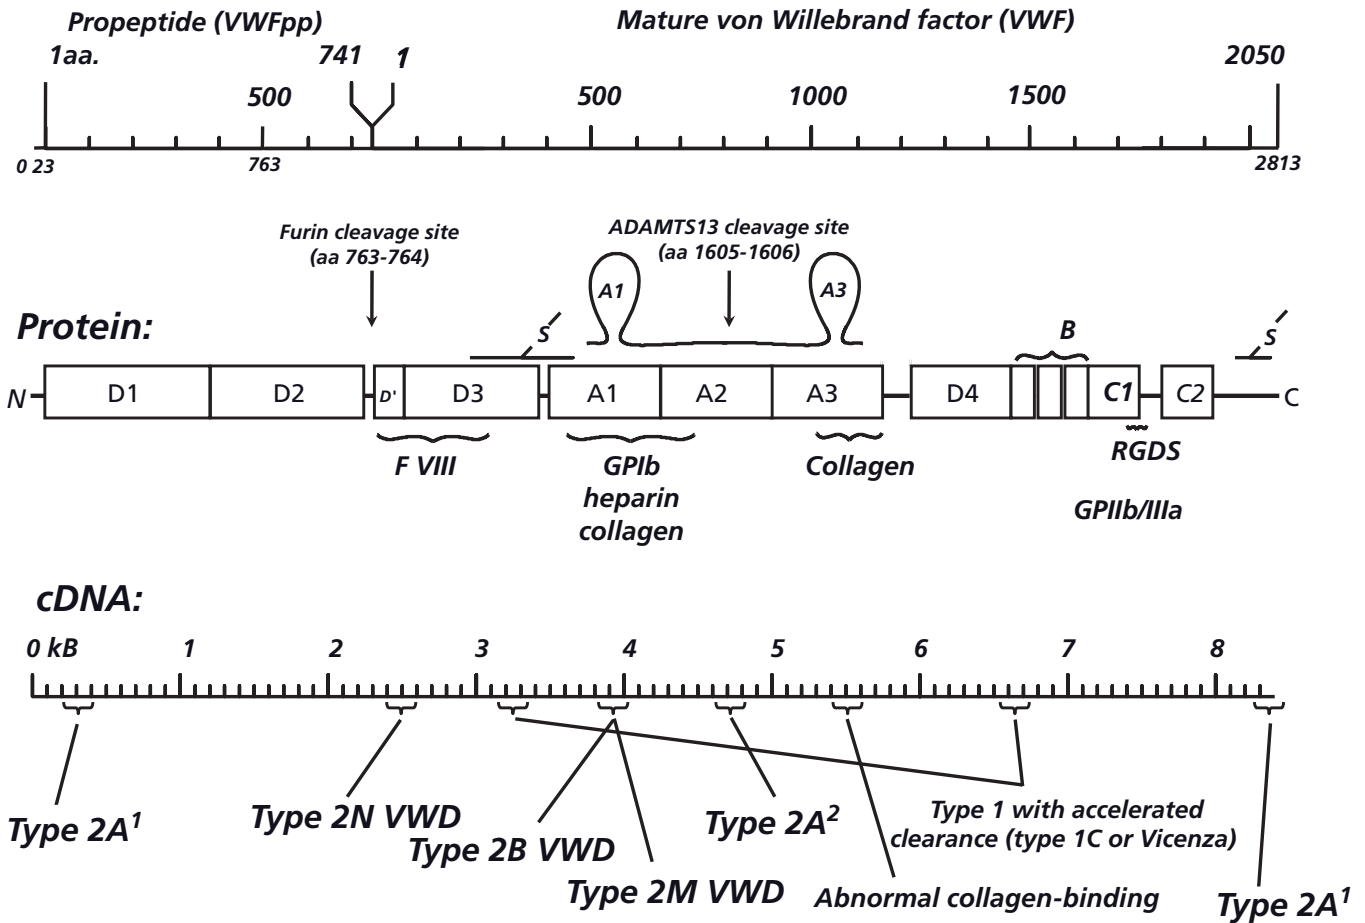 Propeptide (VWFpp)
Mature von Willebrand factor (VWF)
1aa.
741
1
2050
500
500
1000
1500
0 23
763
2813
Furin cleavage site
(aa 763-764)
ADAMTS13 cleavage site
(aa 1605-1606)
A1
A3
Protein:
S
B
S
N
D1
D2
D'
D3
A1
A2
A3
D4
C1
C2
C
F VIII
GPIb
heparin
collagen
Collagen
RGDS
GPIIb/IIIa
cDNA:
0 kB
1
2
3
4
5
6
7
8
Type 2A1
Type 2N VWD
Type 2B VWD
Type 2M VWD
Type 2A2
Type 1 with accelerated
clearance (type 1C or Vicenza)
Abnormal collagen-binding
Type 2A1